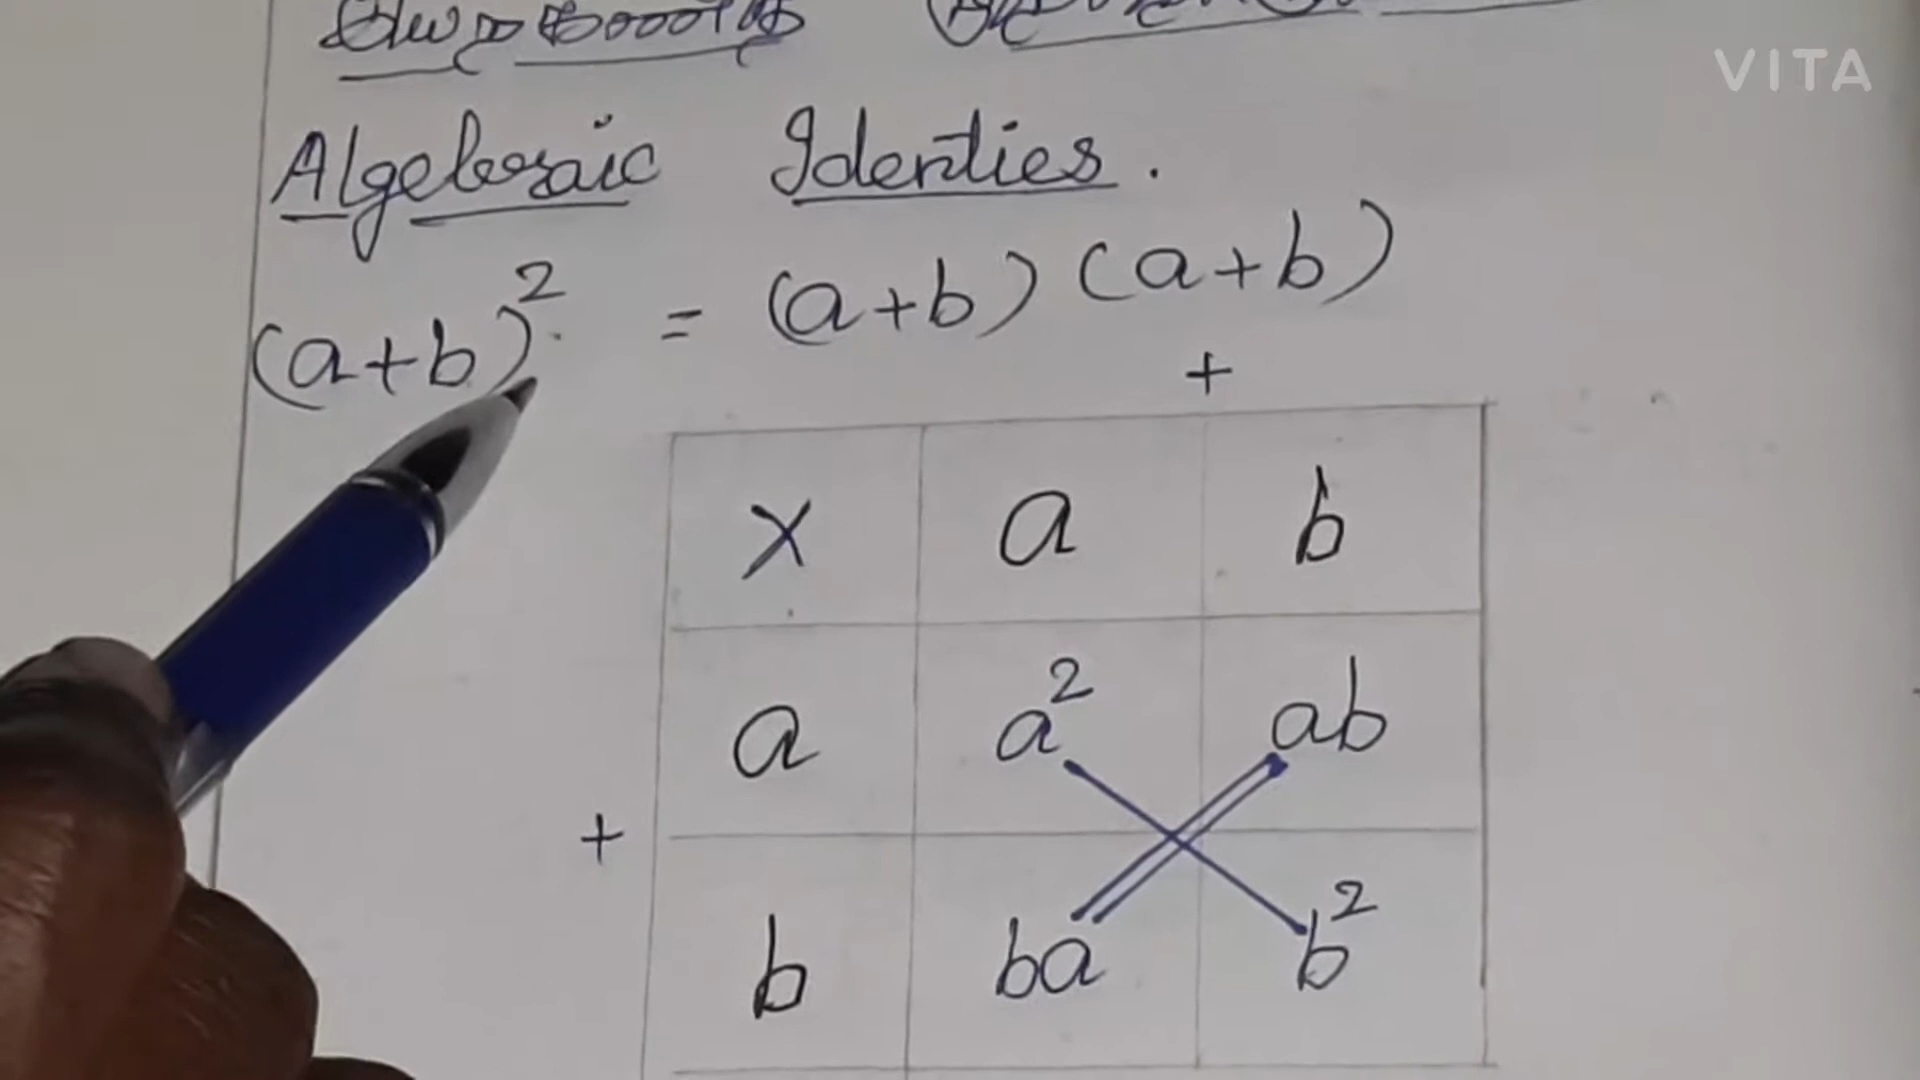 VITA
Algebraic Identies.
(a+b)² = (a+b) (a+b)
+
X a b
a a² ab
+
b ba b²